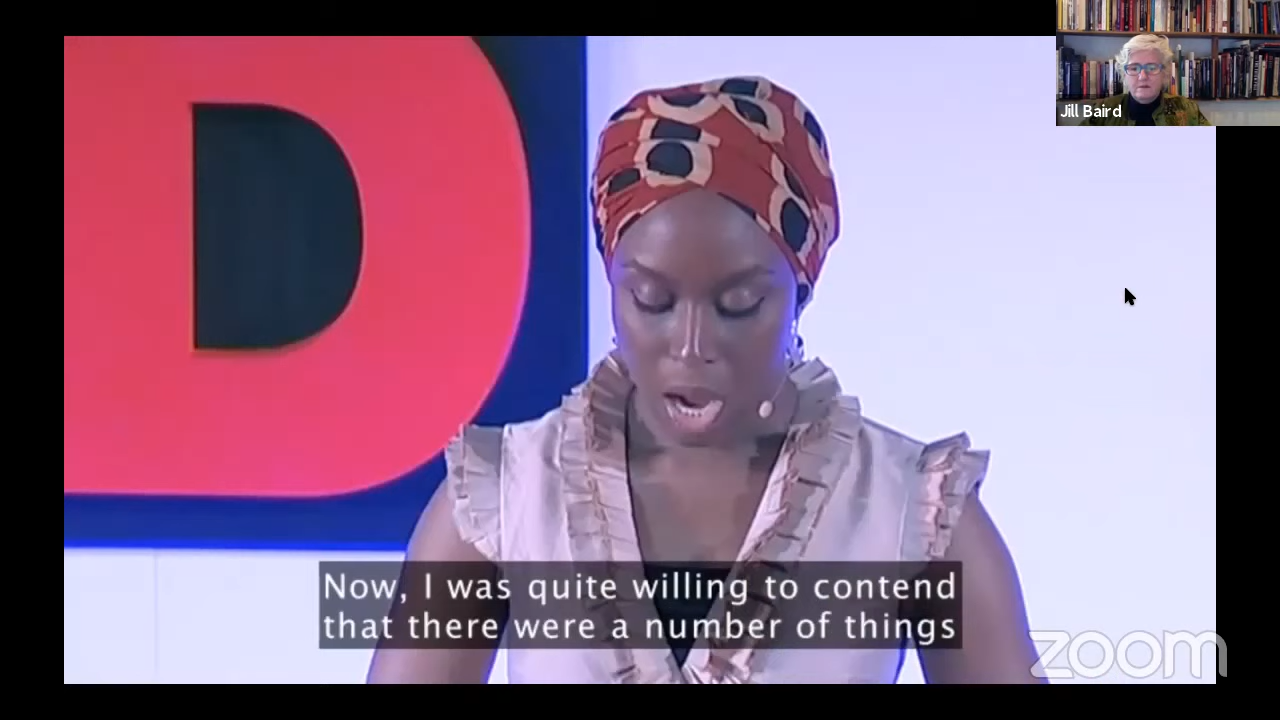 Jill Baird
D
Now, I was quite willing to contend
that there were a number of things
zoom